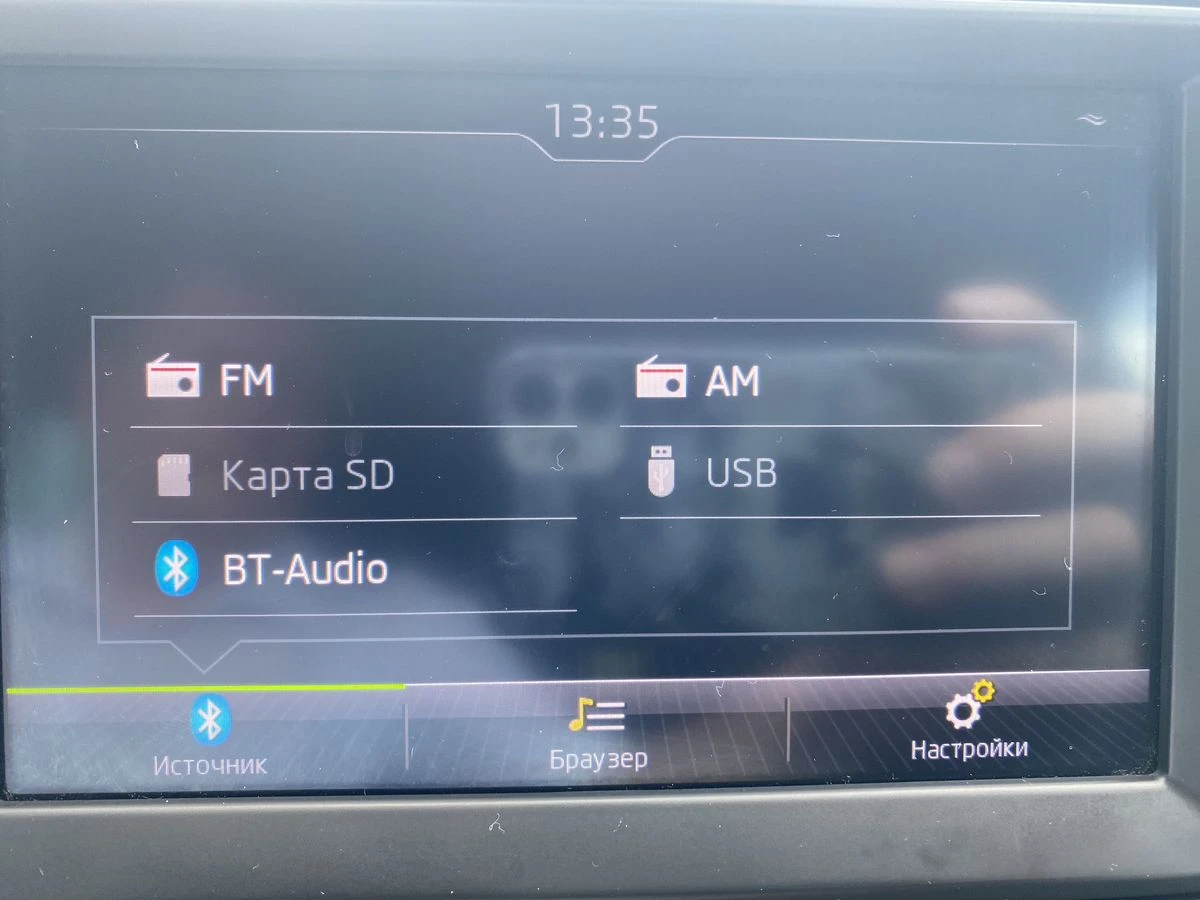 13:35
FM
AM
Карта SD
USB
BT-Audio
Источник
Браузер
Настройки